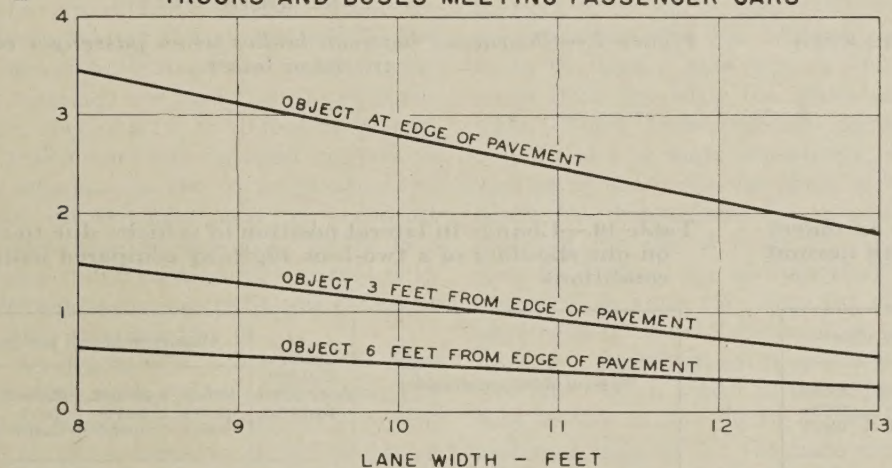 TRUCKS AND BUSES MEETING PASSENGER CARS
4
3
2
1
0
OBJECT AT EDGE OF PAVEMENT
OBJECT 3 FEET FROM EDGE OF PAVEMENT
OBJECT 6 FEET FROM EDGE OF PAVEMENT
8 9 10 11 12 13
LANE WIDTH - FEET